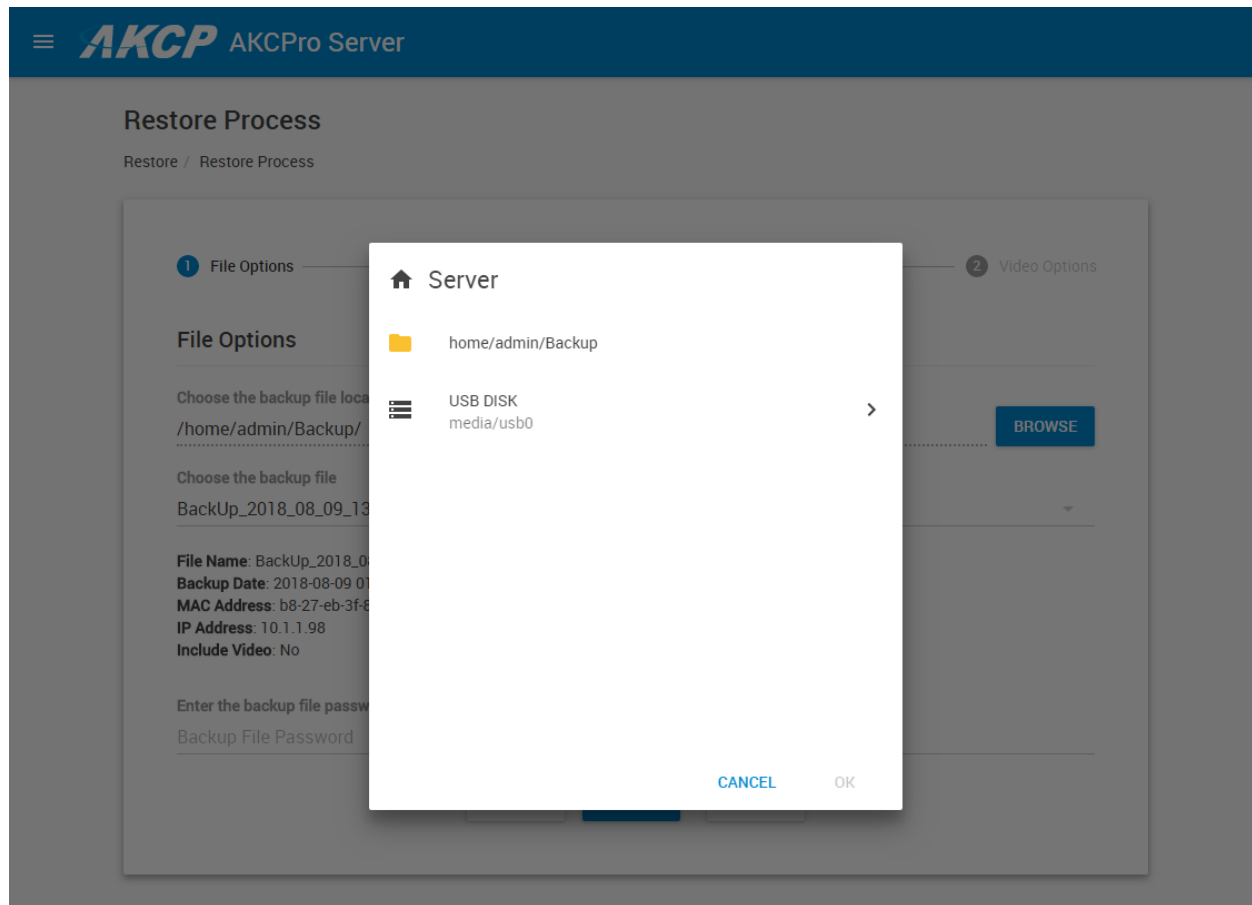 AKCP AKCPro Server
Restore Process
Restore / Restore Process
1 File Options
2 Video Options
Server
File Options
home/admin/Backup
Choose the backup file loca
USB DISK
/home/admin/Backup/
media/usb0
BROWSE
Choose the backup file
BackUp_2018_08_09_13
File Name: BackUp_2018_0
Backup Date: 2018-08-09 01
MAC Address: b8-27-eb-3f-8
IP Address: 10.1.1.98
Include Video: No
Enter the backup file passw
Backup File Password
CANCEL OK